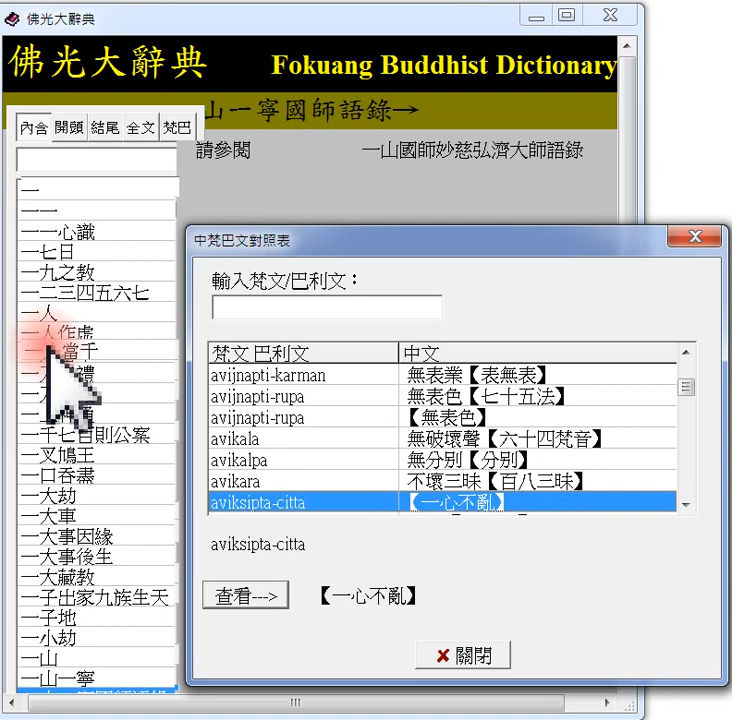 佛光大辭典
佛光大辭典 Fokuang Buddhist Dictionary
山一寧國師語錄→
內含 開頭 結尾 全文 梵巴
請參閱 一山國師妙慈弘濟大師語錄
一
一一
一一心識
一七日
一九之教
一二三四五六七
一人
一人作虛
當千
禮
一千七百則公案
一叉鳩王
一口吞盡
一大劫
一大車
一大事因緣
一大事後生
一大藏教
一子出家九族生天
一子地
一小劫
一山
一山一寧
中梵巴文對照表
輸入梵文/巴利文：
梵文 巴利文 中文
avijnapti-karman 無表業【表無表】
avijnapti-rupa 無表色【七十五法】
avijnapti-rupa 【無表色】
avikala 無破壞聲【六十四梵音】
avikalpa 無分別【分別】
avikara 不壞三昧【百八三昧】
aviksipta-citta 【一心不亂】
aviksipta-citta
查看---> 【一心不亂】
關閉